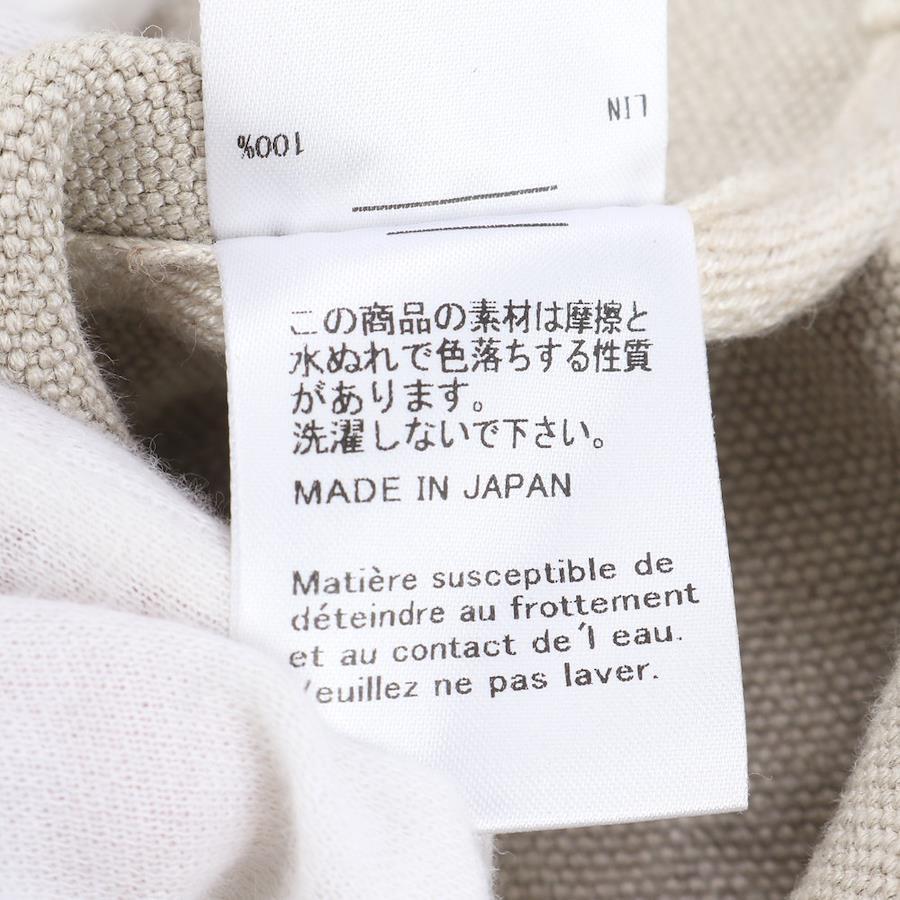 LIN 100%
この商品の素材は摩擦と
水ぬれで色落ちする性質
があります。
洗濯しないで下さい。
MADE IN JAPAN
Matière susceptible de
déteindre au frottement
et au contact de'l eau.
Veuillez ne pas laver.